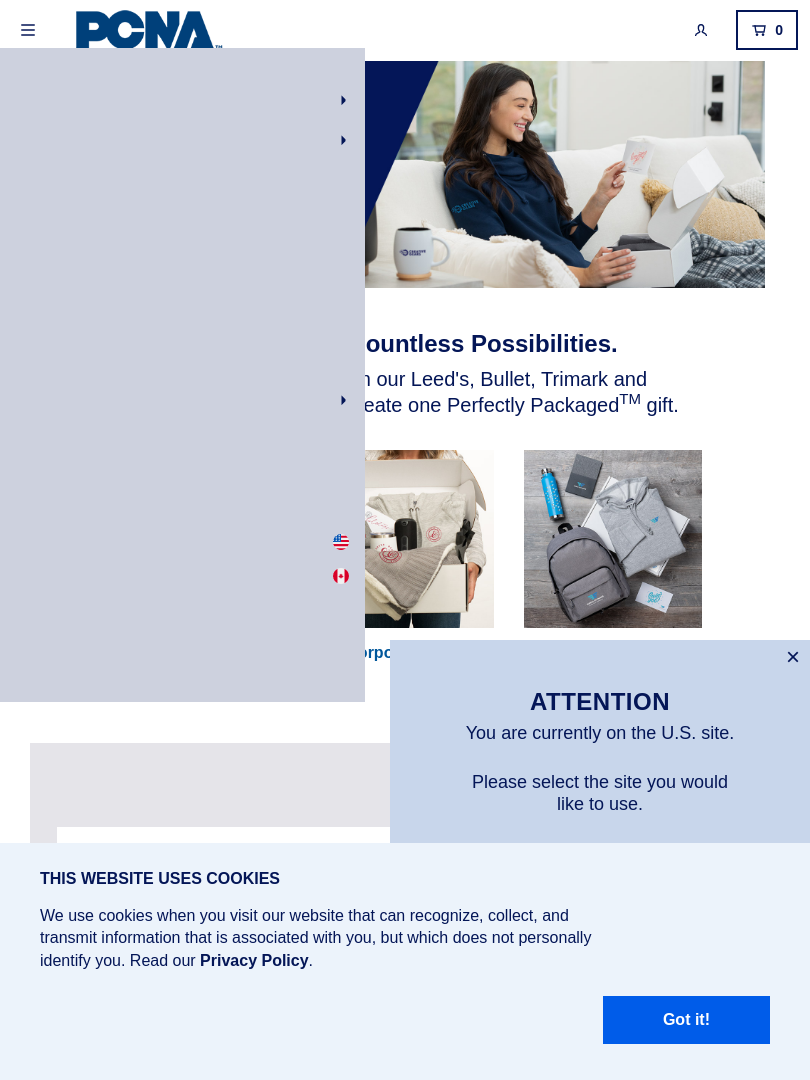 PCNA
TM
0
ountless Possibilities.
n our Leed's, Bullet, Trimark and
eate one Perfectly PackagedTM gift.
orpo
ATTENTION
You are currently on the U.S. site.
Please select the site you would
like to use.
THIS WEBSITE USES COOKIES
We use cookies when you visit our website that can recognize, collect, and
transmit information that is associated with you, but which does not personally
identify you. Read our Privacy Policy.
Got it!